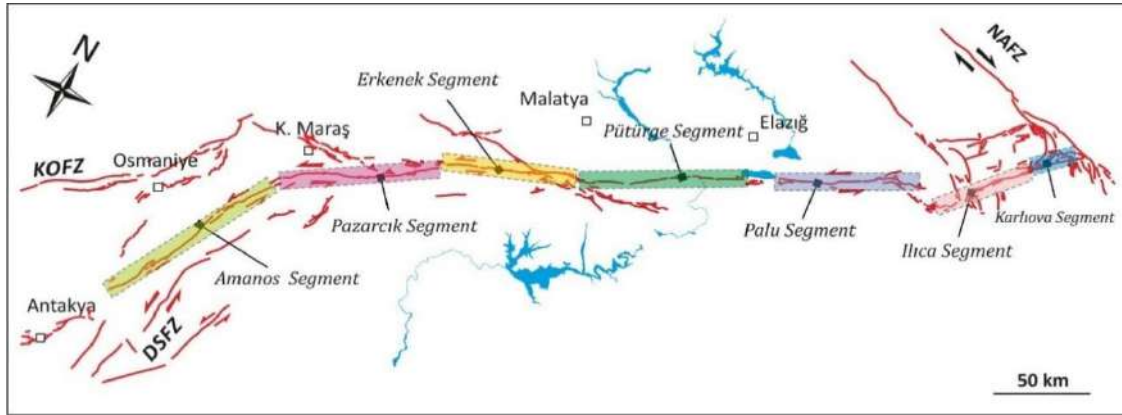 N
NAFZ
Erkenek Segment
Malatya
K. Maraş
Pütürge Segment
Elazığ
KOFZ
Osmaniye
Pazarcık Segment
Palu Segment
Karlıova Segment
Ilıca Segment
Amanos Segment
Antakya
DSFZ
50 km